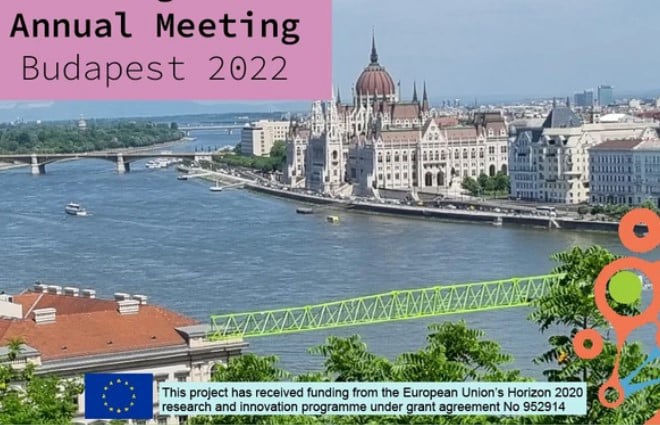 Annual Meeting
Budapest 2022
This project has received funding from the European Union's Horizon 2020
research and innovation programme under grant agreement No 952914